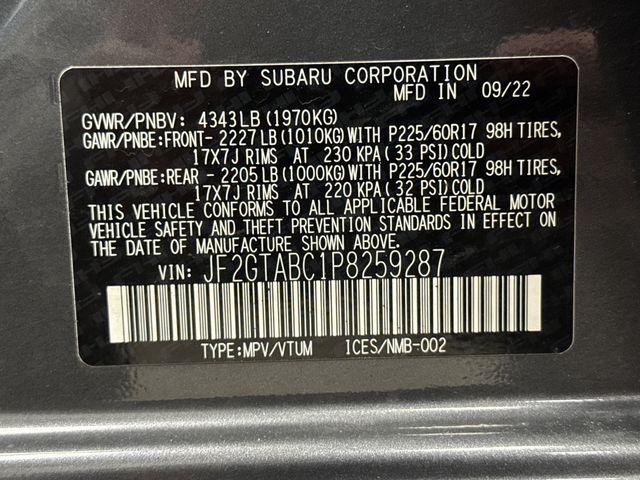 MFD BY SUBARU CORPORATION
MFD IN 09/22
GVWR/PNBV: 4343LB (1970KG)
GAWR/PNBE:FRONT- 2227LB(1010KG)WITH P225/60R17 98H TIRES,
17X7J RIMS AT 230 KPA(33 PSI)COLD
GAWR/PNBE:REAR - 2205LB(1000KG)WITH P225/60R17 98H TIRES,
17X7J RIMS AT 220 KPA(32 PSI)COLD
THIS VEHICLE CONFORMS TO ALL APPLICABLE FEDERAL MOTOR
VEHICLE SAFETY AND THEFT PREVENTION STANDARDS IN EFFECT ON
THE DATE OF MANUFACTURE SHOWN ABOVE.
VIN: JF2GTABC1P8259287
TYPE:MPV/VTUM ICES/NMB-002